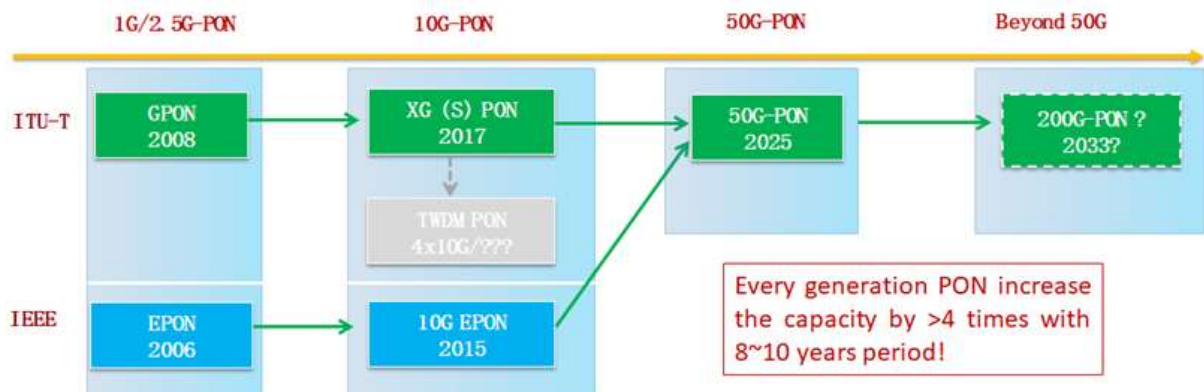 1G/2.5G-PON
10G-PON
50G-PON
Beyond 50G
ITU-T
GPON
2008
XG (S) PON
2017
50G-PON
2025
200G-PON ?
2033?
TWDM PON
4x10G/???
IEEE
EPON
2006
10G EPON
2015
Every generation PON increase
the capacity by >4 times with
8~10 years period!